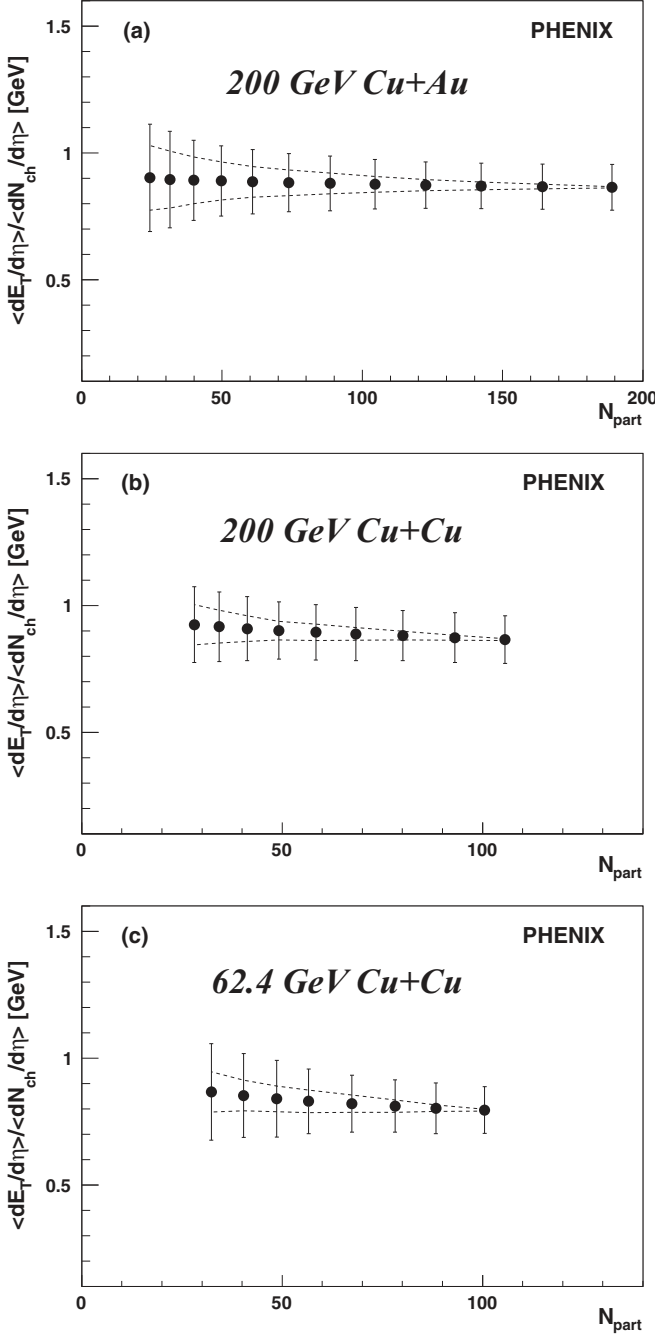 (a) PHENIX
200 GeV Cu+Au
<dE_T/dη>/<dN_ch/dη> [GeV]
1.5
1
0.5
0 50 100 150 200
N_part
(b) PHENIX
200 GeV Cu+Cu
<dE_T/dη>/<dN_ch/dη> [GeV]
1.5
1
0.5
0 50 100
N_part
(c) PHENIX
62.4 GeV Cu+Cu
<dE_T/dη>/<dN_ch/dη> [GeV]
1.5
1
0.5
0 50 100
N_part